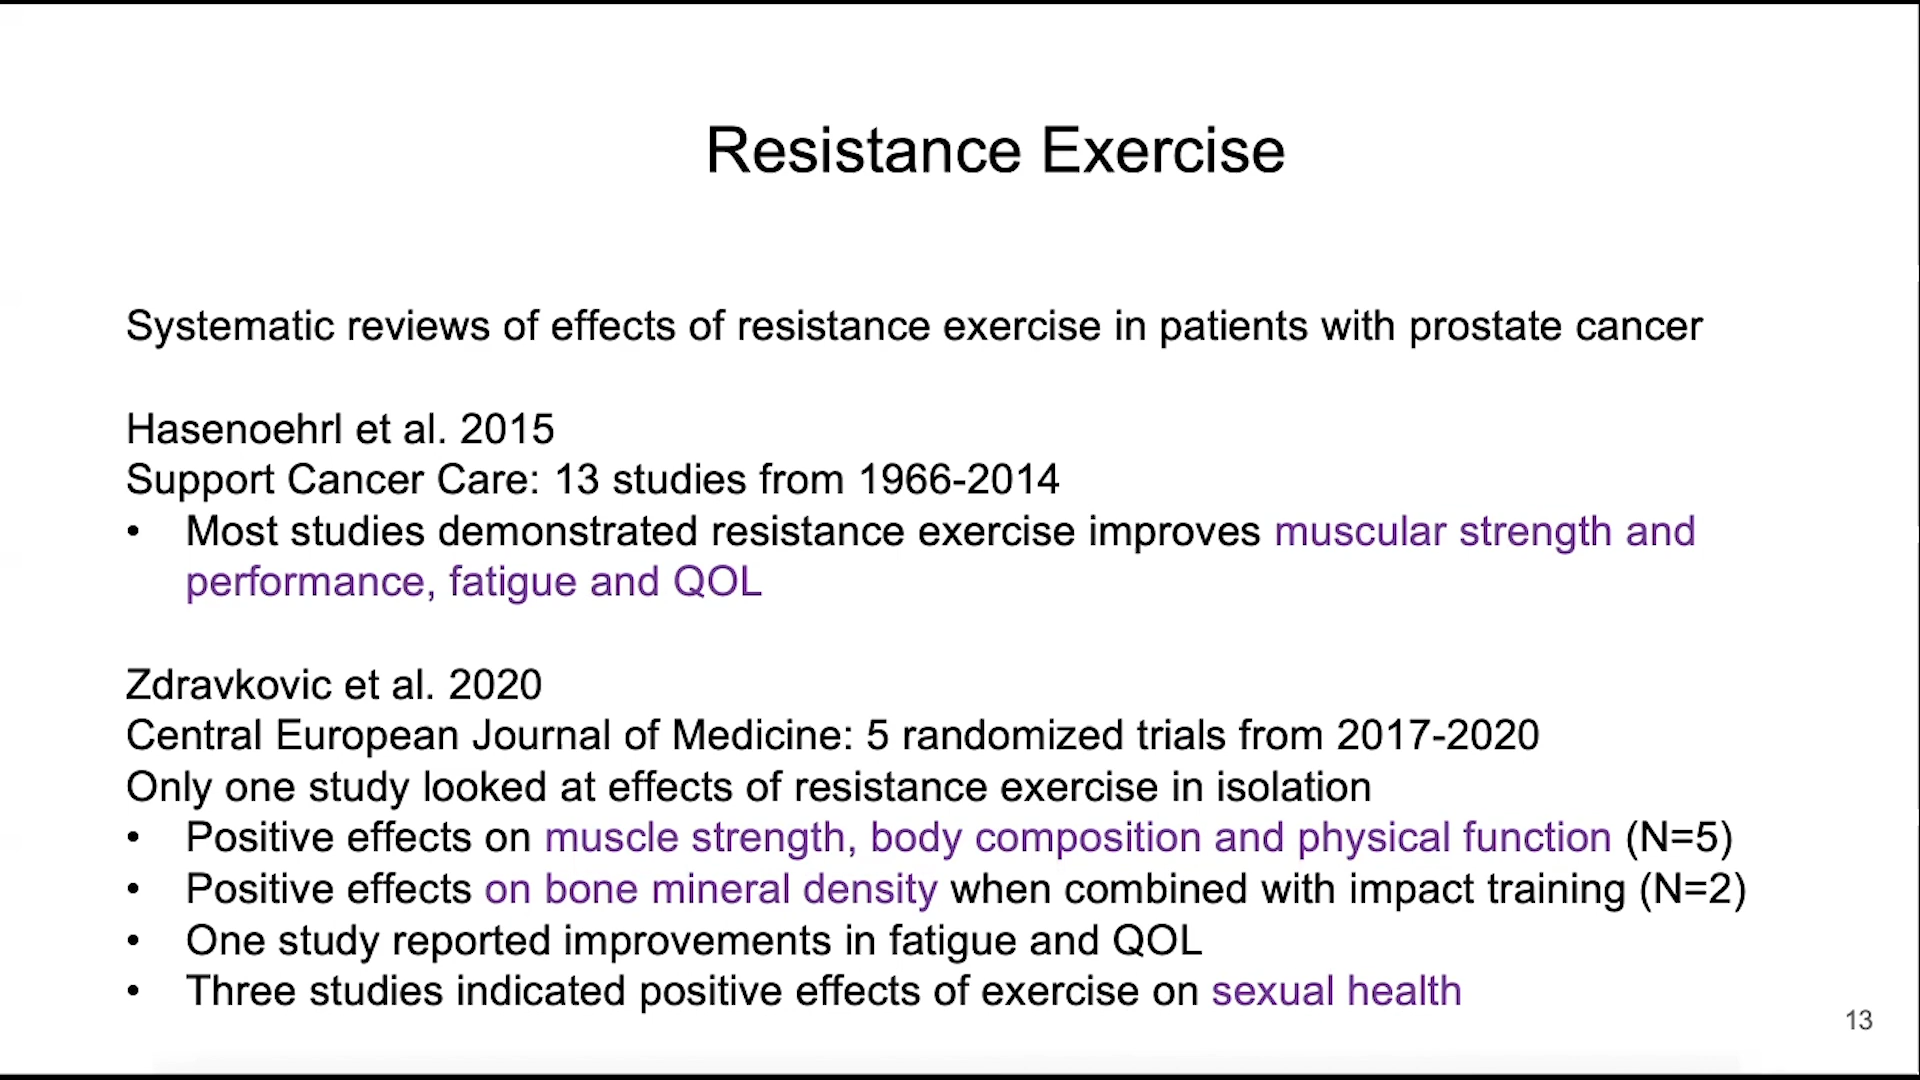 Resistance Exercise
Systematic reviews of effects of resistance exercise in patients with prostate cancer
Hasenoehrl et al. 2015
Support Cancer Care: 13 studies from 1966-2014
• Most studies demonstrated resistance exercise improves muscular strength and
performance, fatigue and QOL
Zdravkovic et al. 2020
Central European Journal of Medicine: 5 randomized trials from 2017-2020
Only one study looked at effects of resistance exercise in isolation
• Positive effects on muscle strength, body composition and physical function (N=5)
• Positive effects on bone mineral density when combined with impact training (N=2)
• One study reported improvements in fatigue and QOL
• Three studies indicated positive effects of exercise on sexual health
13